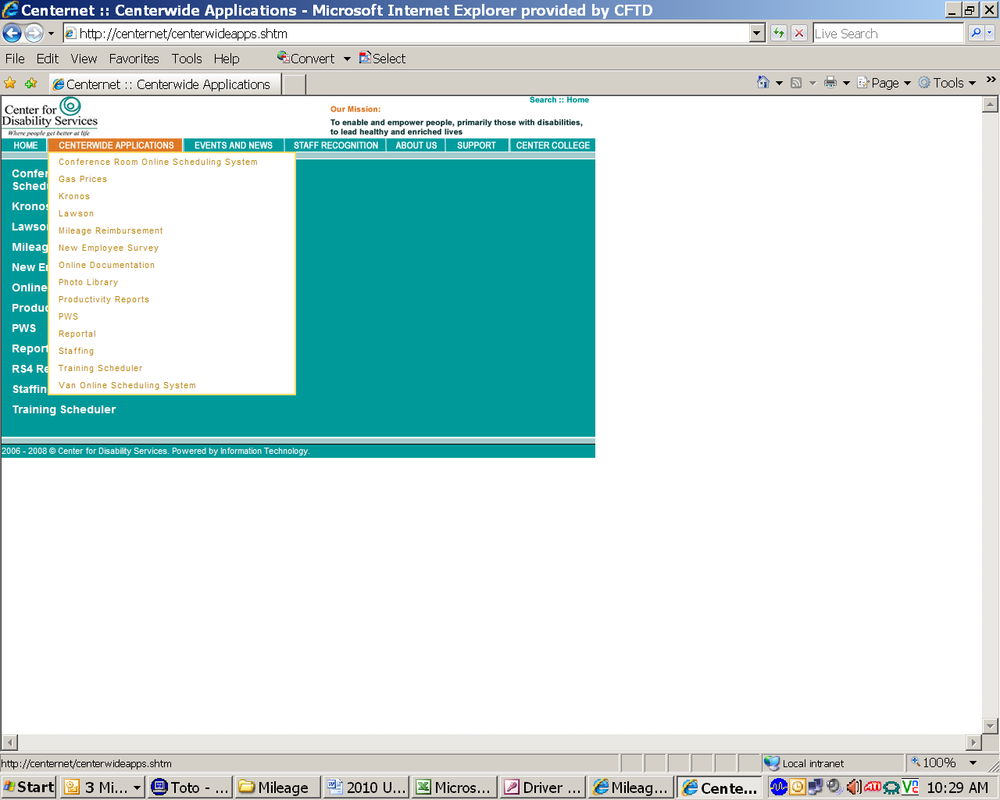 Centernet :: Centerwide Applications - Microsoft Internet Explorer provided by CFTD
http://centernet/centerwideapps.shtm
Live Search
File Edit View Favorites Tools Help Convert Select
Centernet :: Centerwide Applications
Page Tools
Center for
Disability Services
Where people get better at life
Search :: Home
Our Mission:
To enable and empower people, primarily those with disabilities,
to lead healthy and enriched lives
HOME CENTERWIDE APPLICATIONS EVENTS AND NEWS STAFF RECOGNITION ABOUT US SUPPORT CENTER COLLEGE
Conference Room Online Scheduling System
Gas Prices
Kronos
Lawson
Mileage Reimbursement
New Employee Survey
Online Documentation
Photo Library
Productivity Reports
PWS
Reportal
Staffing
Training Scheduler
Van Online Scheduling System
Confer
Sched
Kronos
Lawson
Mileag
New E
Online
Produc
PWS
Report
RS4 Re
Staffin
Training Scheduler
2006 - 2008 © Center for Disability Services. Powered by Information Technology.
http://centernet/centerwideapps.shtm
Local intranet
100%
Start
3 Mi...
Toto - ...
Mileage
2010 U...
Micros...
Driver ...
Mileag...
Cente...
10:29 AM